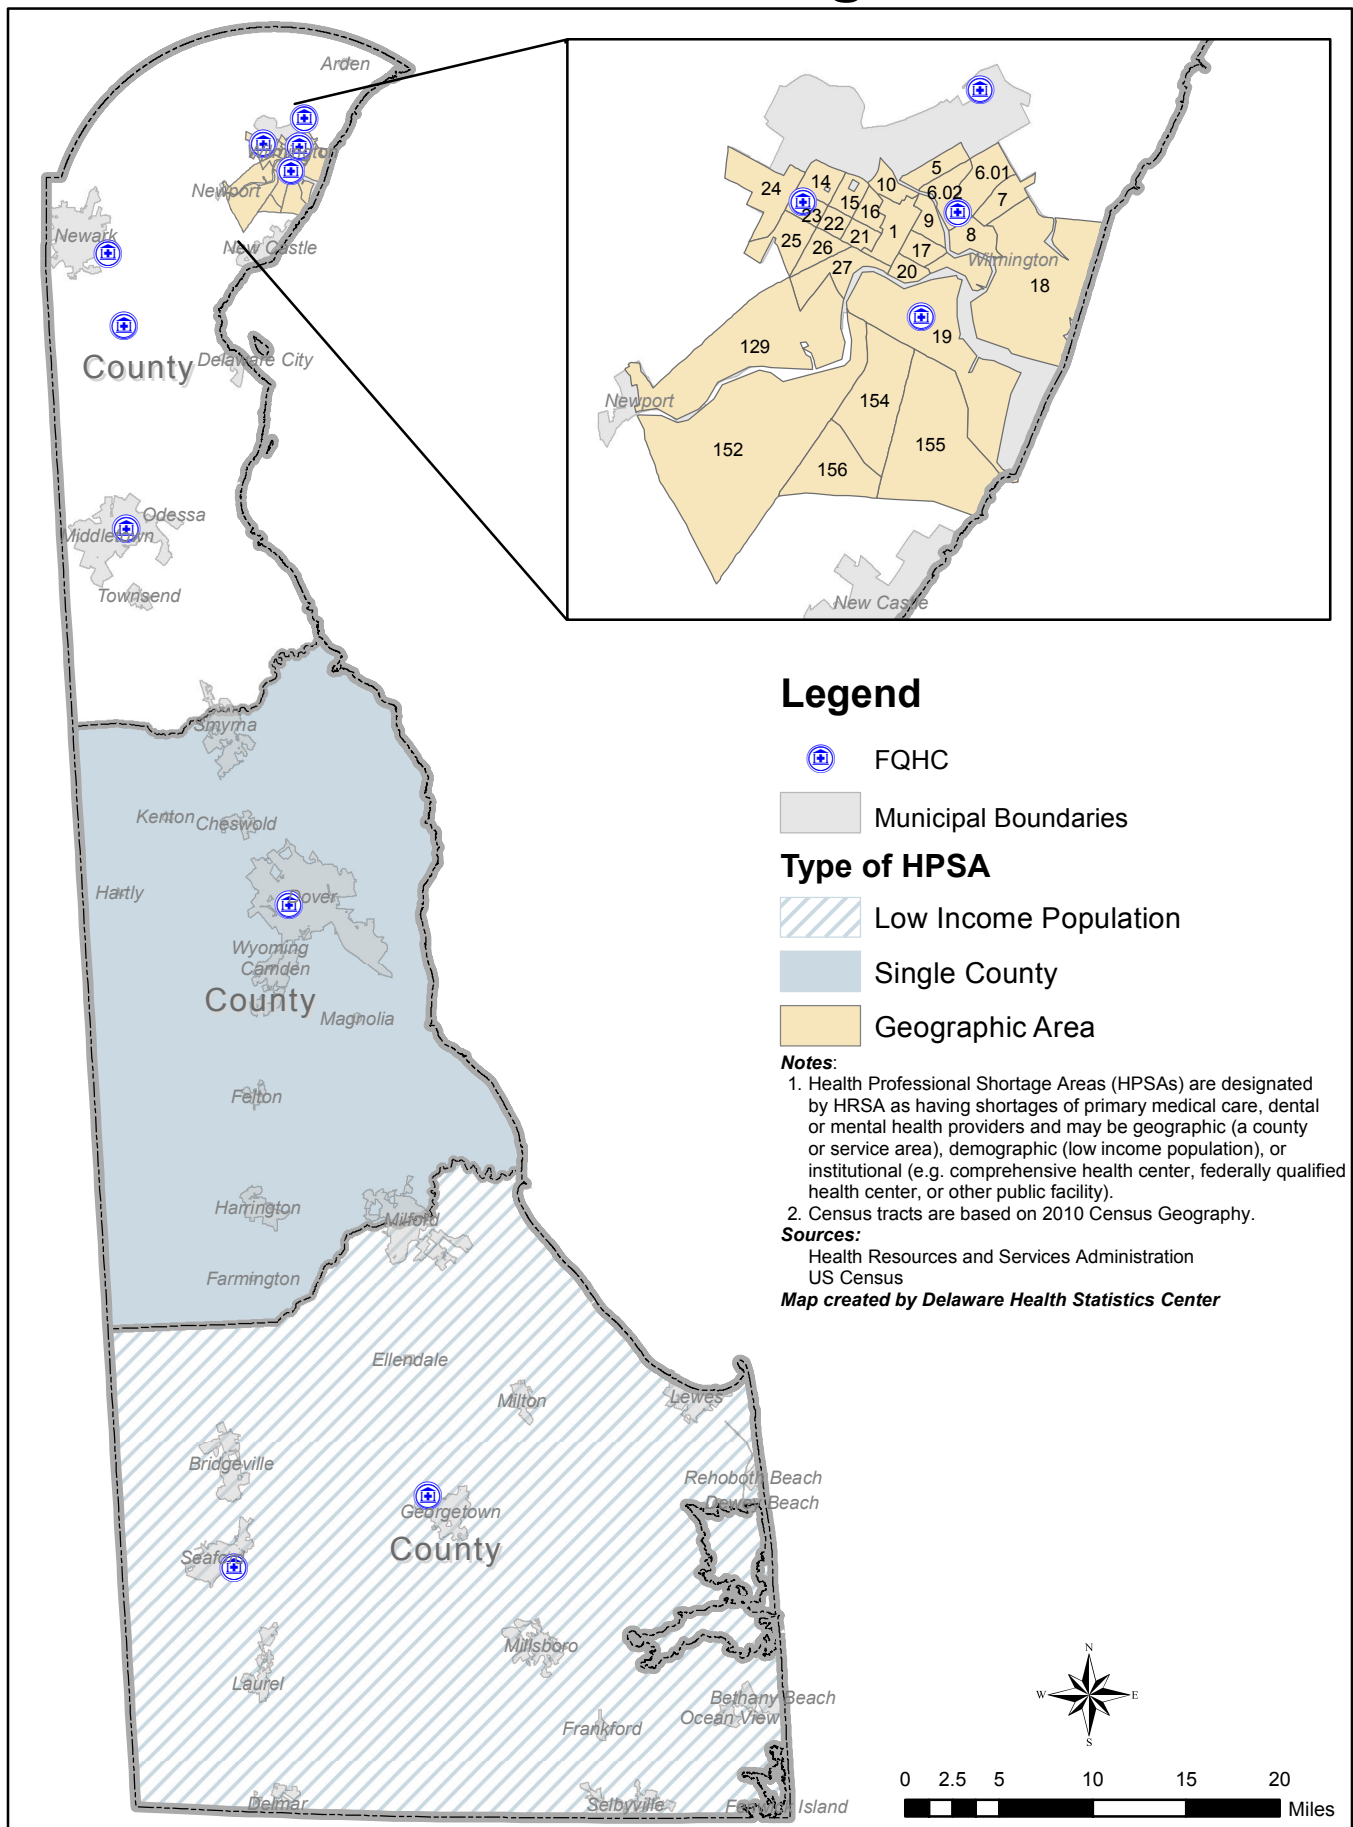 Arden
Wilmington
Newport
Newark
New Castle
County
Delaware City
Odessa
Middletown
Townsend
24
14
10
5
6.01
6.02
7
15
16
23
22
9
8
1
21
25
26
17
27
20
Wilmington
18
19
129
Newport
154
152
155
156
New Castle
Smyrna
Kenton
Cheswold
Hartly
Dover
Wyoming
Camden
County
Magnolia
Felton
Harrington
Milford
Farmington
Legend
FQHC
Municipal Boundaries
Type of HPSA
Low Income Population
Single County
Geographic Area
Notes:
1. Health Professional Shortage Areas (HPSAs) are designated
by HRSA as having shortages of primary medical care, dental
or mental health providers and may be geographic (a county
or service area), demographic (low income population), or
institutional (e.g. comprehensive health center, federally qualified
health center, or other public facility).
2. Census tracts are based on 2010 Census Geography.
Sources:
Health Resources and Services Administration
US Census
Map created by Delaware Health Statistics Center
Ellendale
Milton
Lewes
Bridgeville
Rehoboth Beach
Dewey Beach
Georgetown
County
Seaford
Millsboro
Laurel
Bethany Beach
Ocean View
Frankford
Delmar
Selbyville
Fenwick Island
N
W E
S
0 2.5 5 10 15 20
Miles